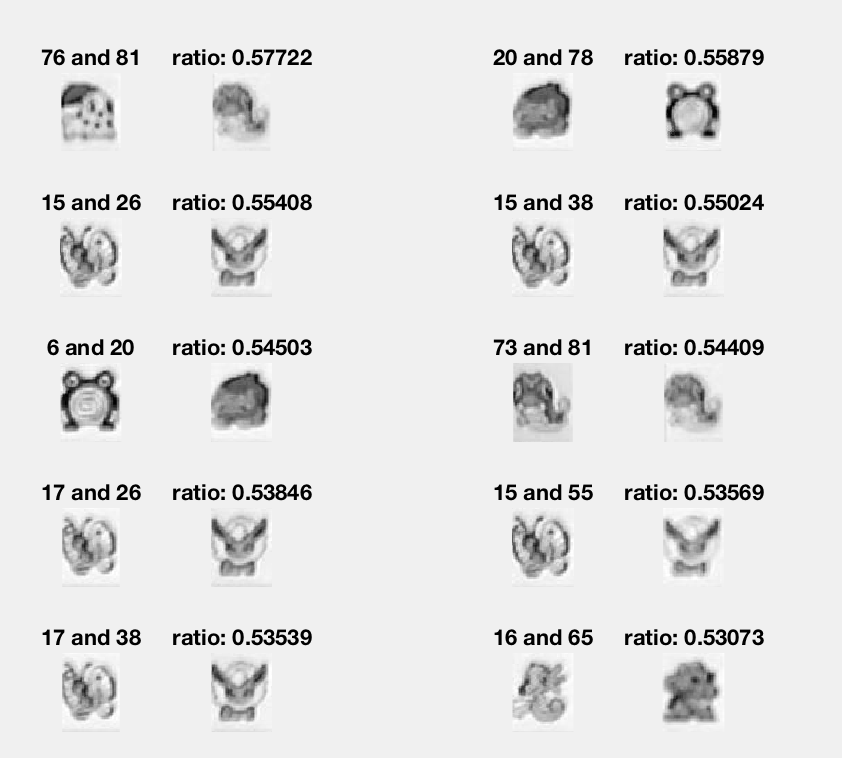 76 and 81 ratio: 0.57722 20 and 78 ratio: 0.55879
15 and 26 ratio: 0.55408 15 and 38 ratio: 0.55024
6 and 20 ratio: 0.54503 73 and 81 ratio: 0.54409
17 and 26 ratio: 0.53846 15 and 55 ratio: 0.53569
17 and 38 ratio: 0.53539 16 and 65 ratio: 0.53073